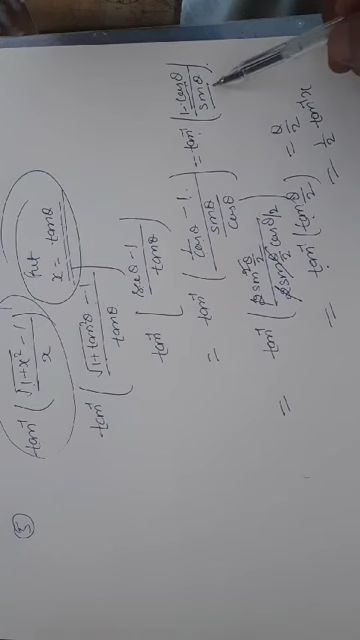 ⑤ tan⁻¹(√1+x² − 1 / x) Put x = tanθ
tan⁻¹(√1+tan²θ − 1 / tanθ)
tan⁻¹(secθ − 1 / tanθ)
= tan⁻¹(1/cosθ − 1 / sinθ/cosθ) = tan⁻¹(1−cosθ / sinθ)
= tan⁻¹(2sin²θ/2 / 2sinθ/2 cosθ/2)
= tan⁻¹(tanθ/2) = θ/2
= 1/2 tan⁻¹x